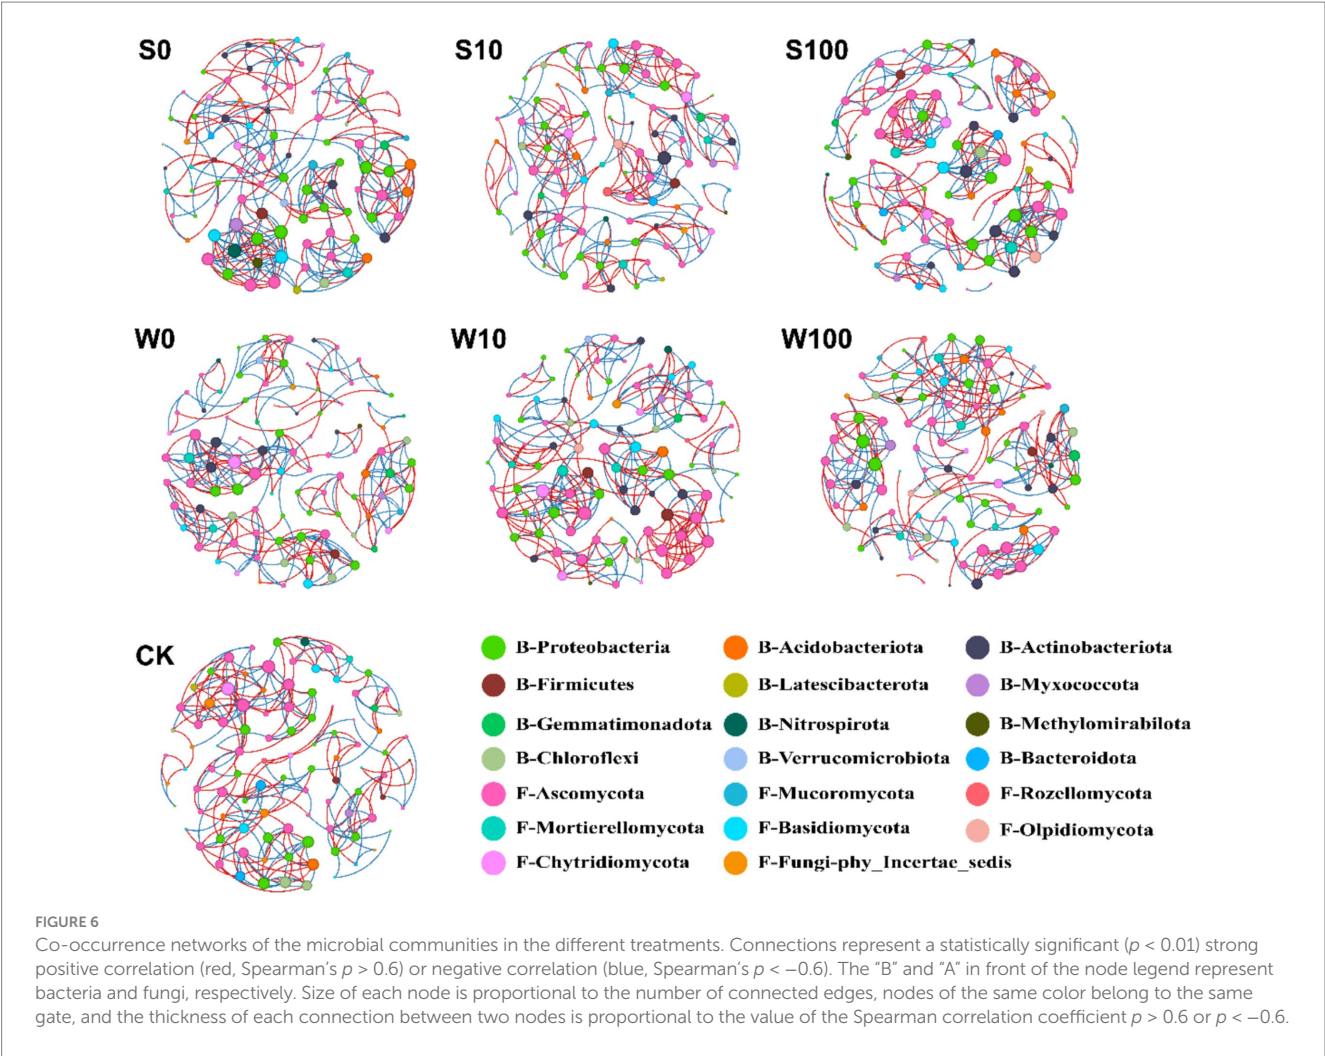 S0
S10
S100
W0
W10
W100
CK
B-Proteobacteria
B-Acidobacteriota
B-Actinobacteriota
B-Firmicutes
B-Latescibacterota
B-Myxococcota
B-Gemmatimonadota
B-Nitrospirota
B-Methylomirabilota
B-Chloroflexi
B-Verrucomicrobiota
B-Bacteroidota
F-Ascomycota
F-Mucoromycota
F-Rozellomycota
F-Mortierellomycota
F-Basidiomycota
F-Olpidiomycota
F-Chytridiomycota
F-Fungi-phy_Incertae_sedis
FIGURE 6
Co-occurrence networks of the microbial communities in the different treatments. Connections represent a statistically significant (p < 0.01) strong
positive correlation (red, Spearman's p > 0.6) or negative correlation (blue, Spearman's p < −0.6). The "B" and "A" in front of the node legend represent
bacteria and fungi, respectively. Size of each node is proportional to the number of connected edges, nodes of the same color belong to the same
gate, and the thickness of each connection between two nodes is proportional to the value of the Spearman correlation coefficient p > 0.6 or p < −0.6.